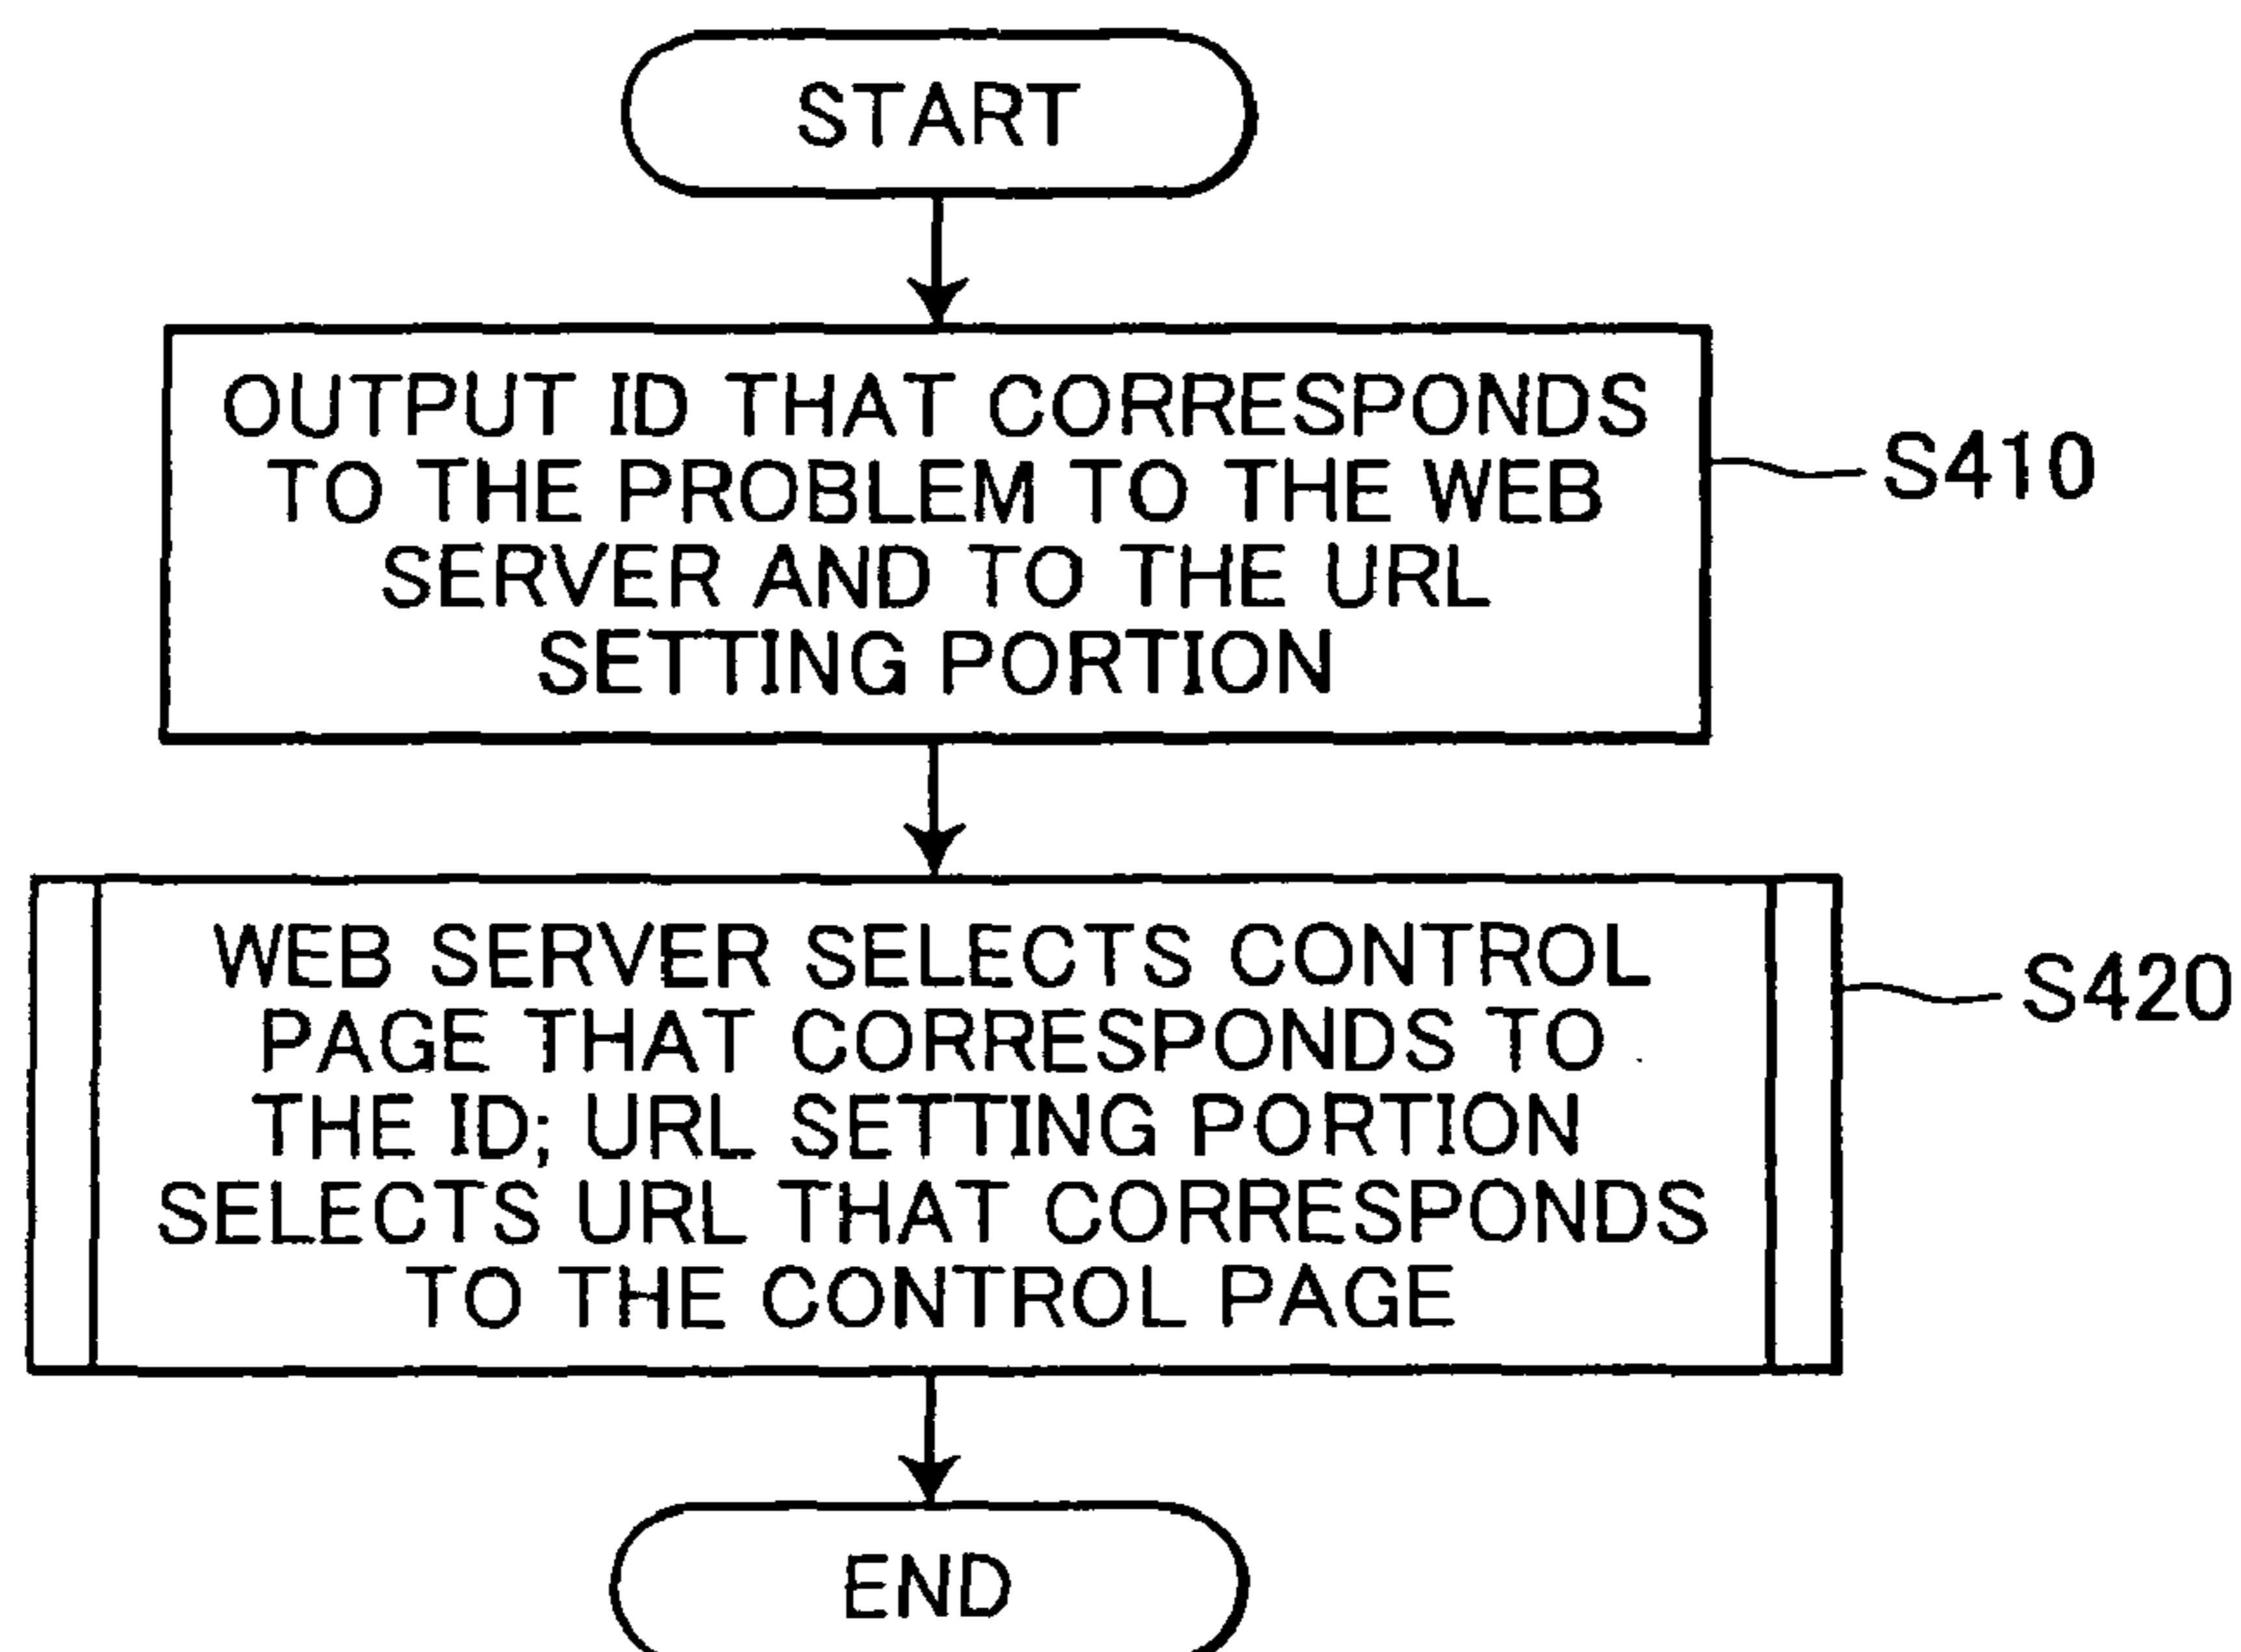 START
OUTPUT ID THAT CORRESPONDS
TO THE PROBLEM TO THE WEB
SERVER AND TO THE URL
SETTING PORTION
S410
WEB SERVER SELECTS CONTROL
PAGE THAT CORRESPONDS TO
THE ID; URL SETTING PORTION
SELECTS URL THAT CORRESPONDS
TO THE CONTROL PAGE
S420
END